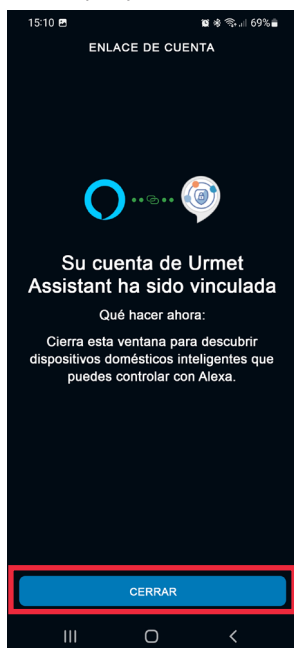 15:10 69%
ENLACE DE CUENTA
Su cuenta de Urmet
Assistant ha sido vinculada
Qué hacer ahora:
Cierra esta ventana para descubrir
dispositivos domésticos inteligentes que
puedes controlar con Alexa.
CERRAR